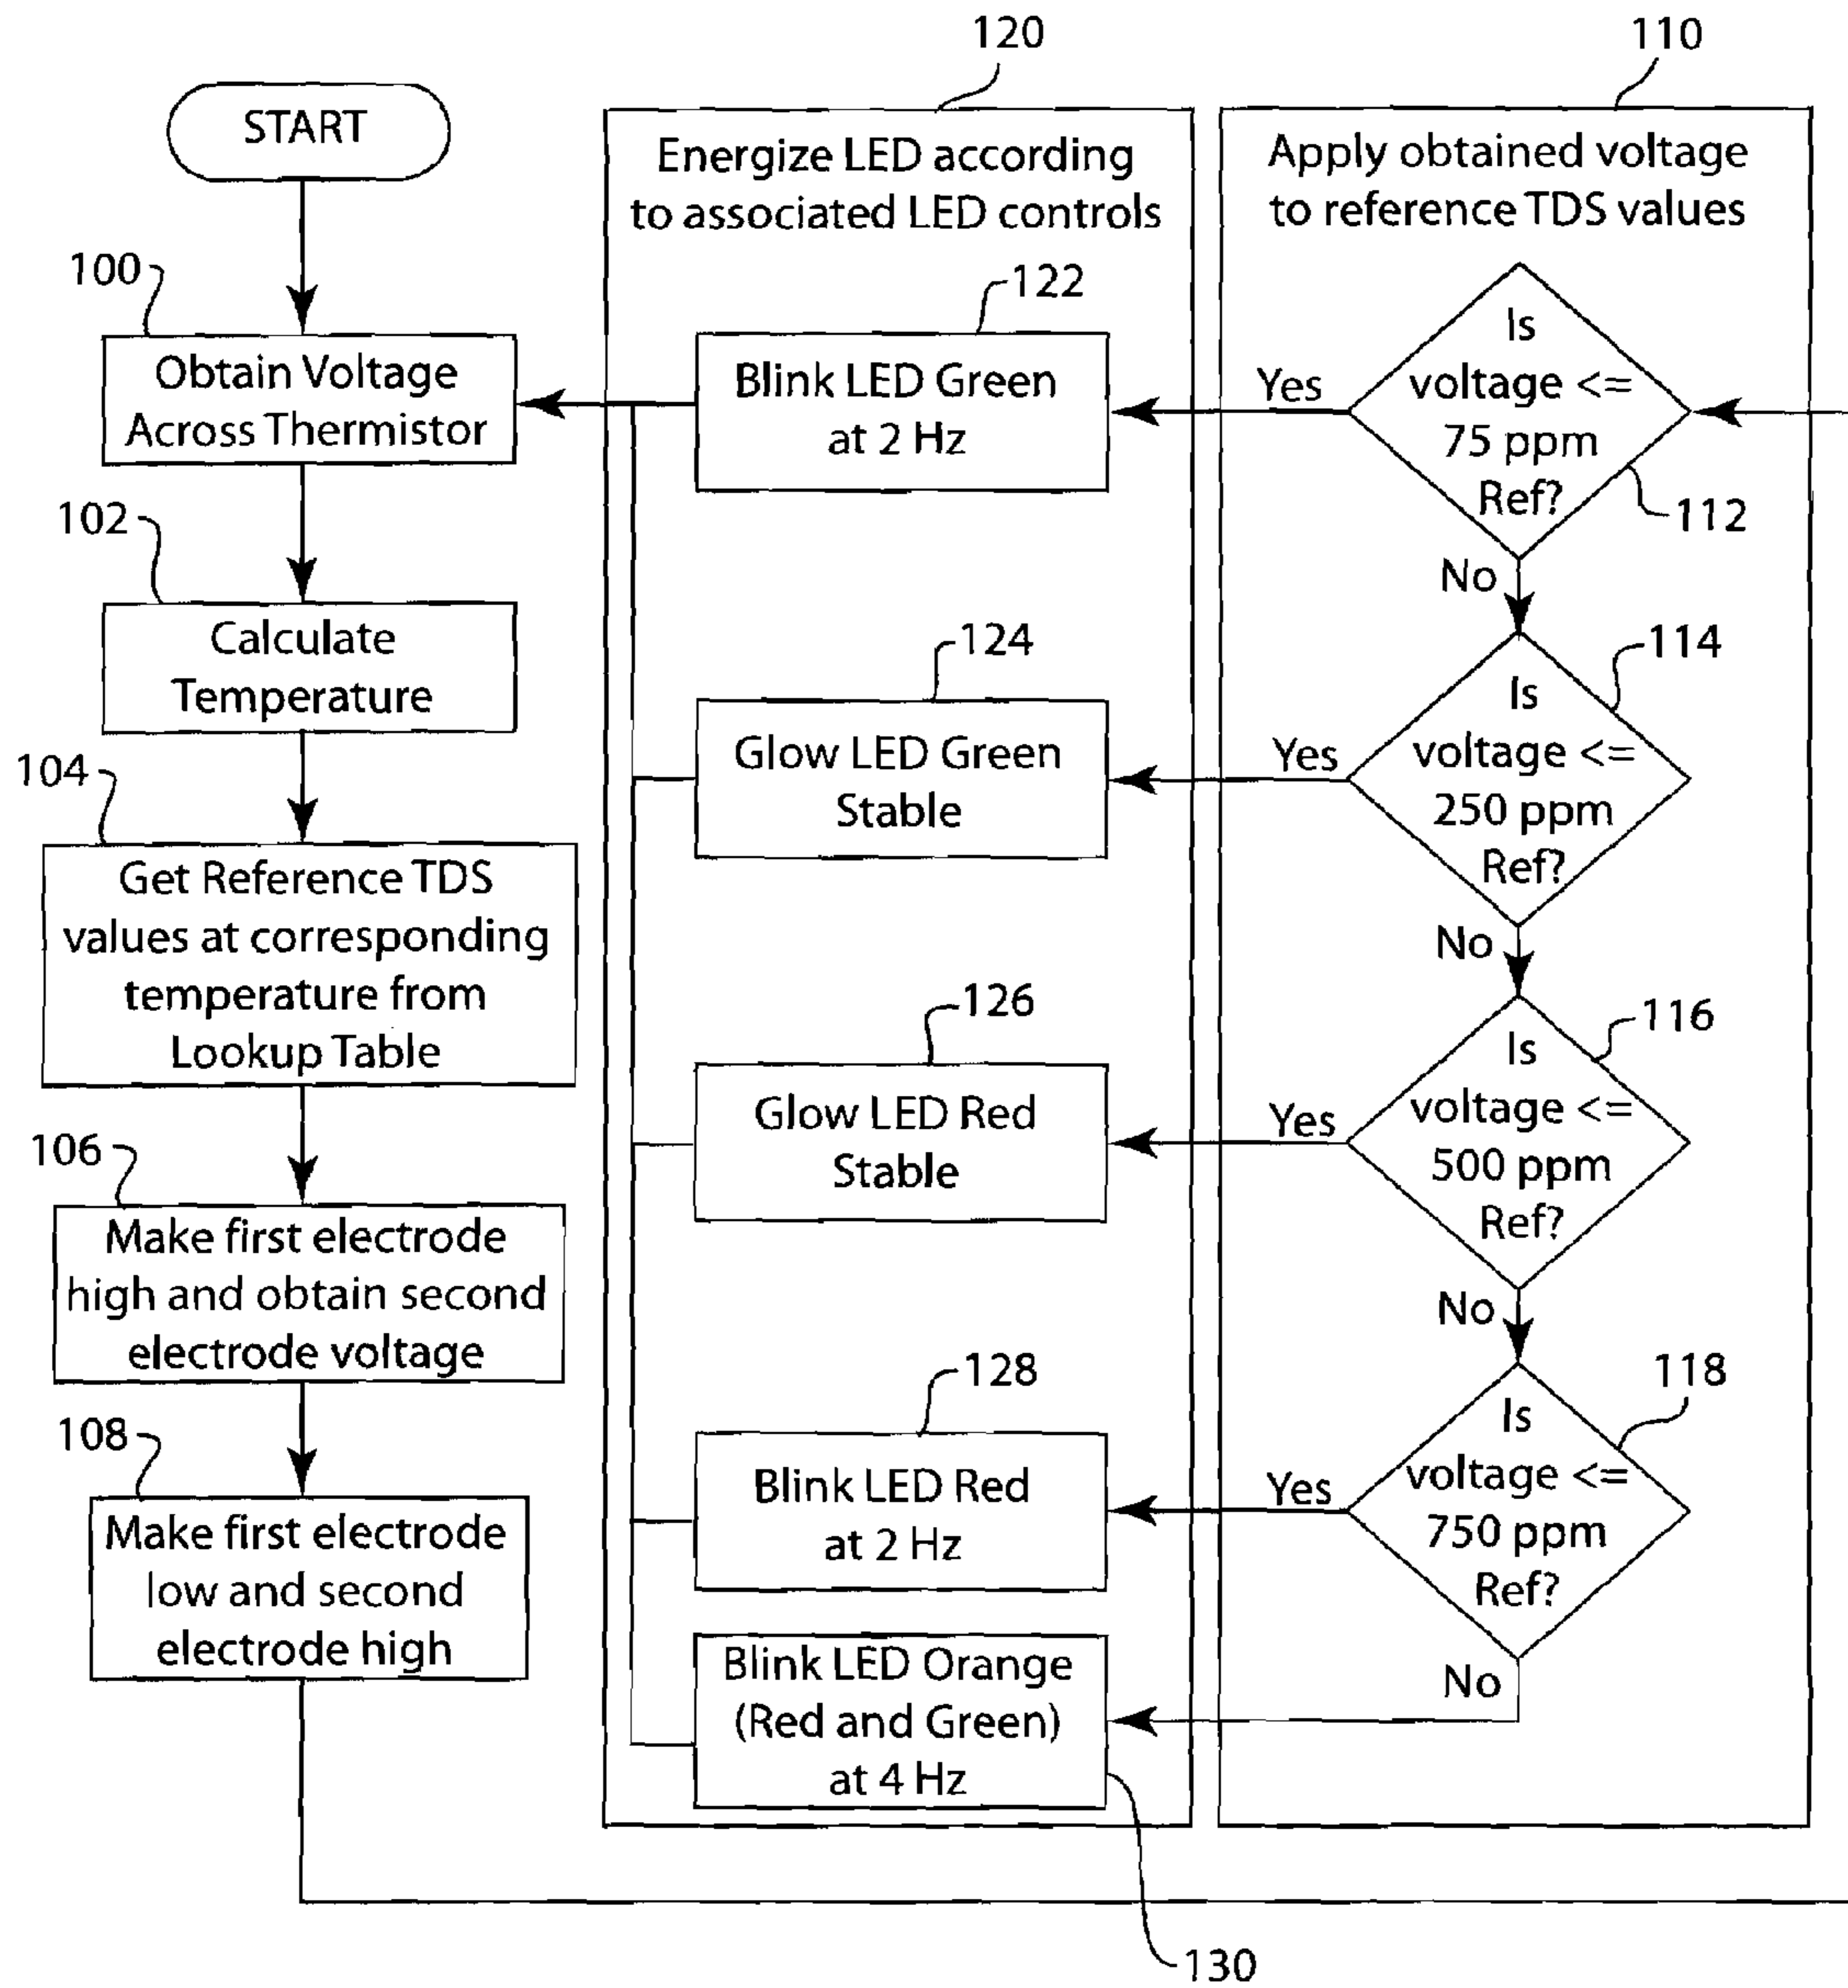 START
100
Obtain Voltage
Across Thermistor
102
Calculate
Temperature
104
Get Reference TDS
values at corresponding
temperature from
Lookup Table
106
Make first electrode
high and obtain second
electrode voltage
108
Make first electrode
low and second
electrode high
120
Energize LED according
to associated LED controls
122
Blink LED Green
at 2 Hz
124
Glow LED Green
Stable
126
Glow LED Red
Stable
128
Blink LED Red
at 2 Hz
Blink LED Orange
(Red and Green)
at 4 Hz
130
110
Apply obtained voltage
to reference TDS values
Is
voltage <=
75 ppm
Ref?
112
Yes
No
114
Is
voltage <=
250 ppm
Ref?
Yes
No
116
Is
voltage <=
500 ppm
Ref?
Yes
No
118
Is
voltage <=
750 ppm
Ref?
Yes
No